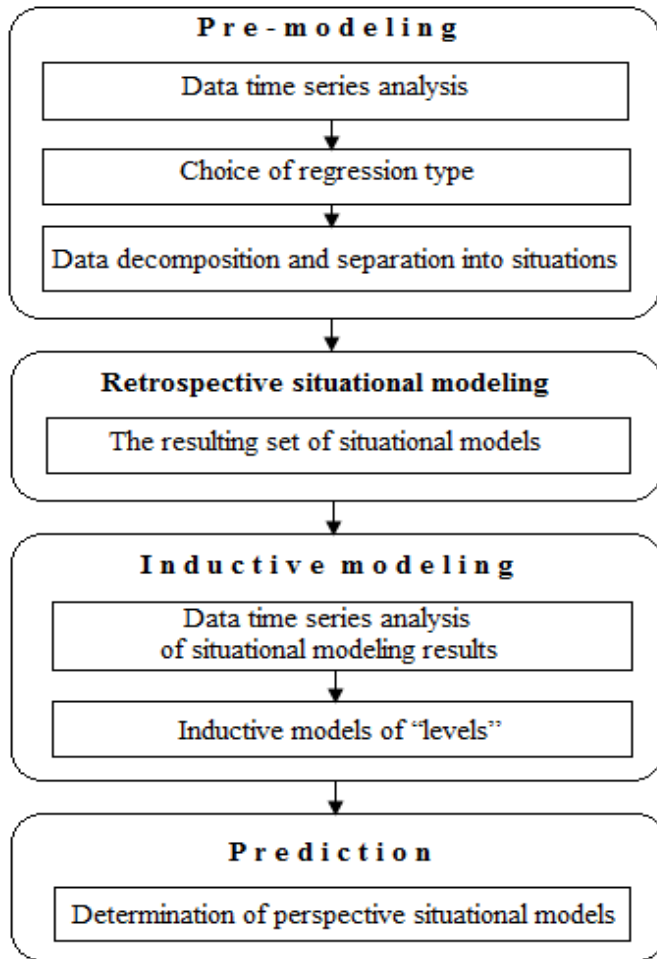 Pre-modeling
Data time series analysis
Choice of regression type
Data decomposition and separation into situations
Retrospective situational modeling
The resulting set of situational models
Inductive modeling
Data time series analysis
of situational modeling results
Inductive models of “levels”
Prediction
Determination of perspective situational models